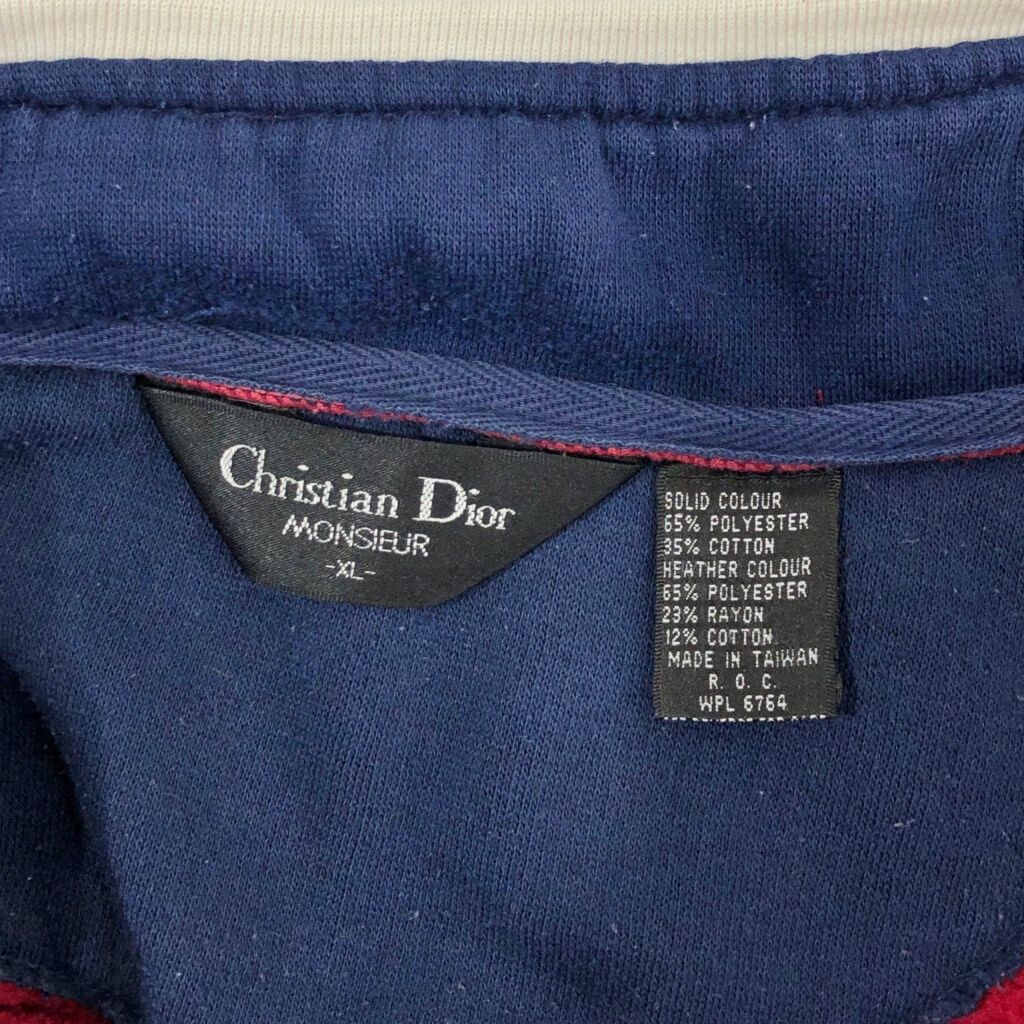 Christian Dior
MONSIEUR
-XL-
SOLID COLOUR
65% POLYESTER
35% COTTON
HEATHER COLOUR
65% POLYESTER
23% RAYON
12% COTTON
MADE IN TAIWAN
R. O. C.
WPL 6764